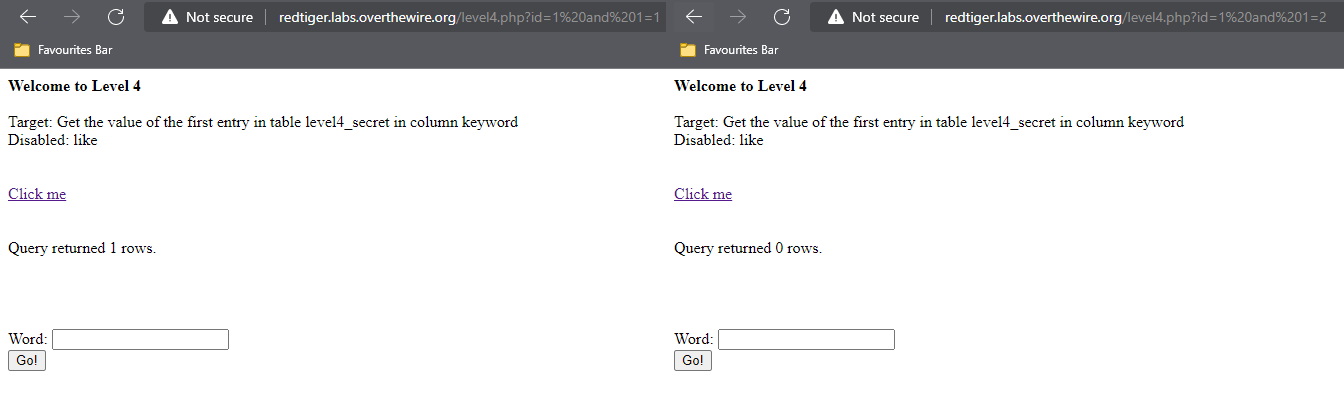 Not secure redtiger.labs.overthewire.org/level4.php?id=1%20and%201=1
Favourites Bar
Welcome to Level 4
Target: Get the value of the first entry in table level4_secret in column keyword
Disabled: like
Click me
Query returned 1 rows.
Word:
Go!
Not secure redtiger.labs.overthewire.org/level4.php?id=1%20and%201=2
Favourites Bar
Welcome to Level 4
Target: Get the value of the first entry in table level4_secret in column keyword
Disabled: like
Click me
Query returned 0 rows.
Word:
Go!